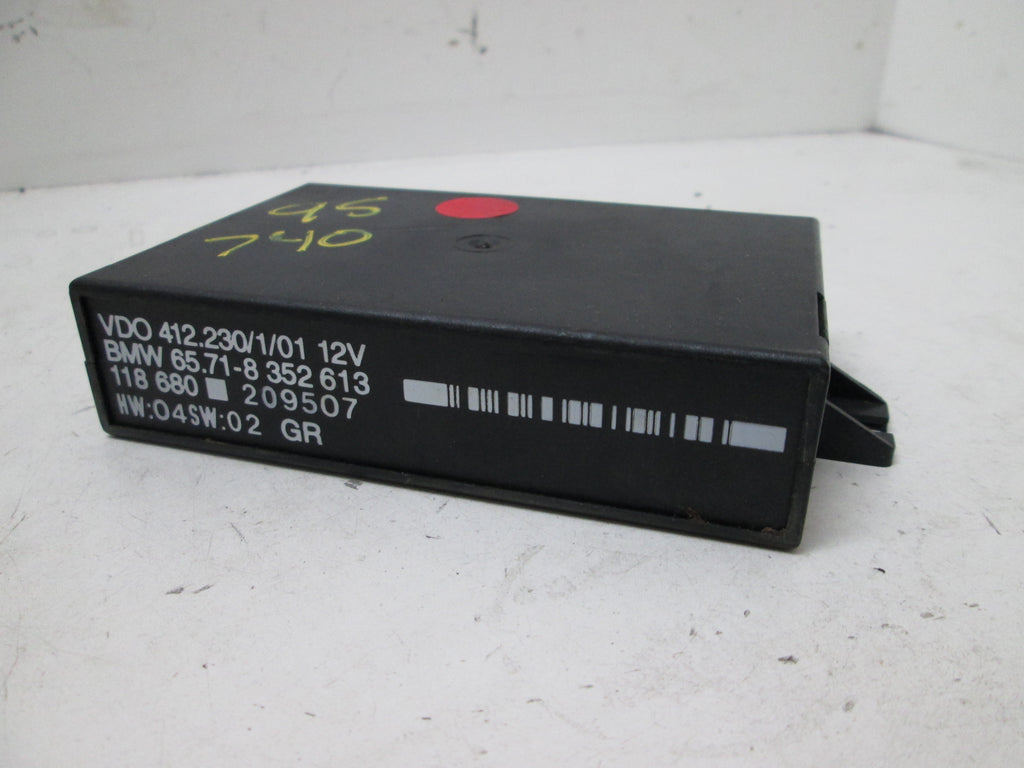 95
740
VDO 412.230/1/01 12V
BMW 65.71-8 352 613
118 680 209507
HW:04SW:02 GR